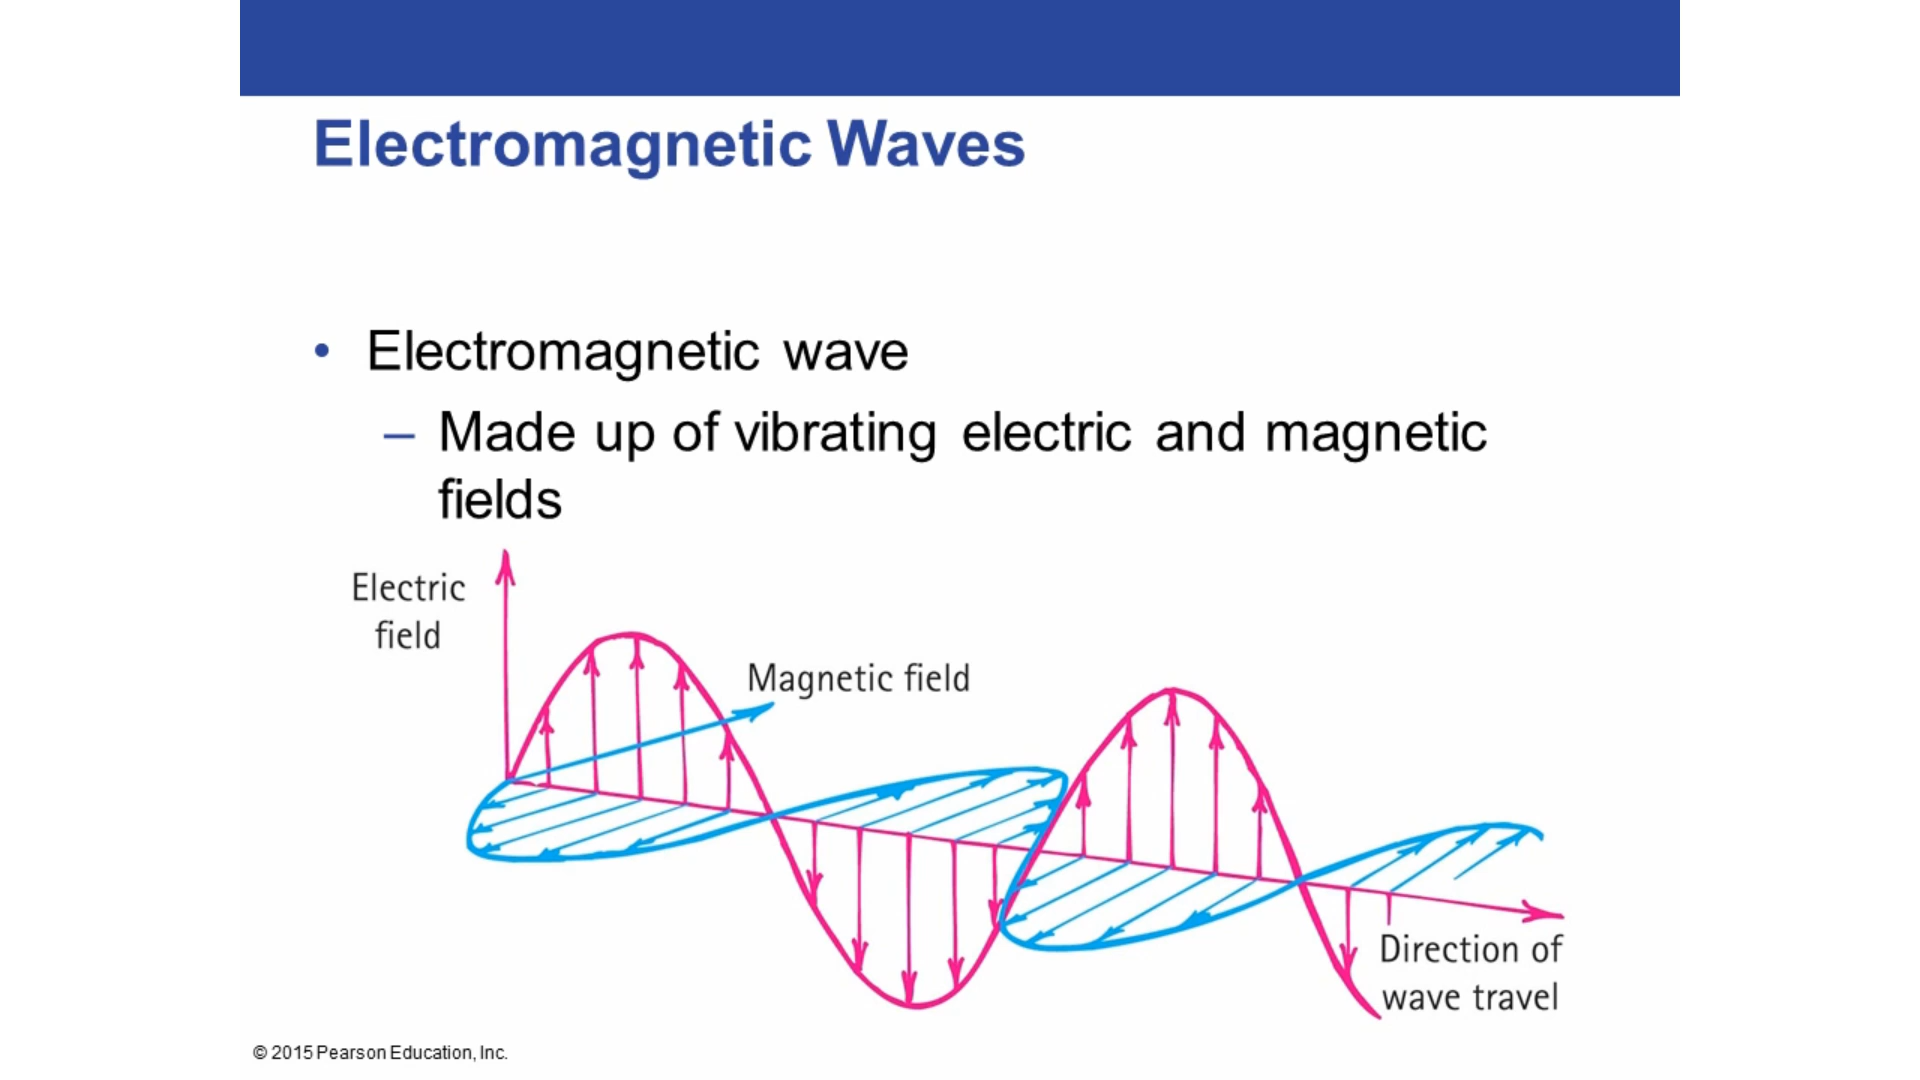 Electromagnetic Waves
• Electromagnetic wave
– Made up of vibrating electric and magnetic
fields
Electric
field
Magnetic field
Direction of
wave travel
© 2015 Pearson Education, Inc.